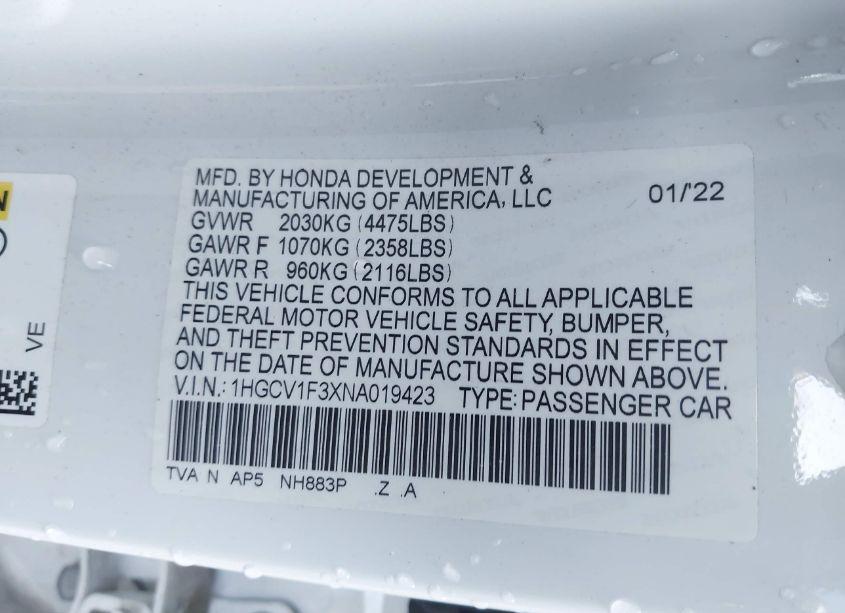 MFD. BY HONDA DEVELOPMENT &
MANUFACTURING OF AMERICA, LLC 01/'22
GVWR 2030KG (4475LBS)
GAWR F 1070KG (2358LBS)
GAWR R 960KG (2116LBS)
THIS VEHICLE CONFORMS TO ALL APPLICABLE
FEDERAL MOTOR VEHICLE SAFETY, BUMPER,
AND THEFT PREVENTION STANDARDS IN EFFECT
ON THE DATE OF MANUFACTURE SHOWN ABOVE.
V.I.N.: 1HGCV1F3XNA019423 TYPE: PASSENGER CAR
TVA N AP5 NH883P .Z .A
N
VE